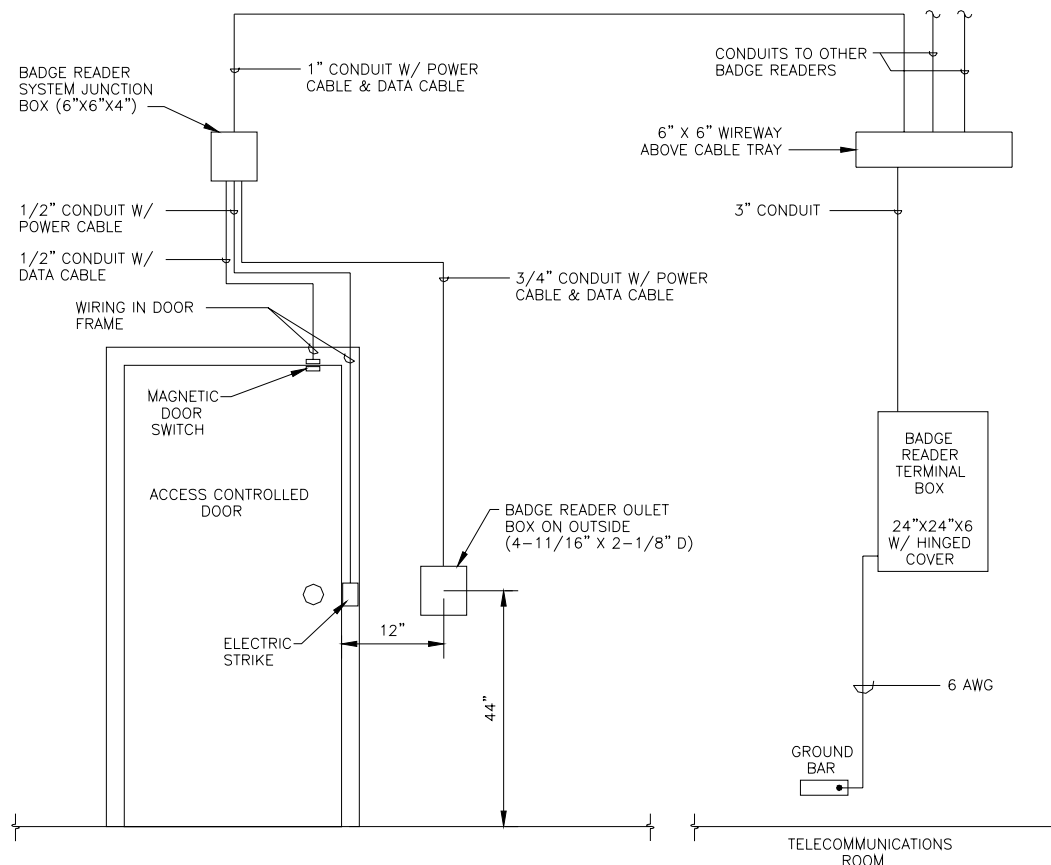 BADGE READER
SYSTEM JUNCTION
BOX (6"X6"X4")
1" CONDUIT W/ POWER
CABLE & DATA CABLE
CONDUITS TO OTHER
BADGE READERS
6" X 6" WIREWAY
ABOVE CABLE TRAY
1/2" CONDUIT W/
POWER CABLE
3" CONDUIT
1/2" CONDUIT W/
DATA CABLE
3/4" CONDUIT W/ POWER
CABLE & DATA CABLE
WIRING IN DOOR
FRAME
MAGNETIC
DOOR
SWITCH
ACCESS CONTROLLED
DOOR
BADGE READER OULET
BOX ON OUTSIDE
(4-11/16" X 2-1/8" D)
BADGE
READER
TERMINAL
BOX
24"X24"X6
W/ HINGED
COVER
12"
ELECTRIC
STRIKE
44"
6 AWG
GROUND
BAR
TELECOMMUNICATIONS
ROOM